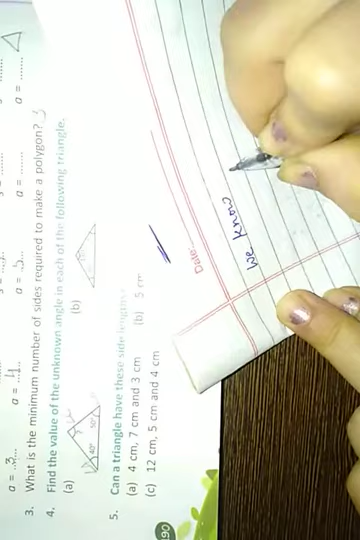 a = ..3...
a = ..4...
a = ..5...
a = ........
a = ........
3. What is the minimum number of sides required to make a polygon? 3
4. Find the value of the unknown angle in each of the following triangle.
(a)
40°
50°
(b)
5. Can a triangle have these side lengths
(a) 4 cm, 7 cm and 3 cm
(b) 5 cm
(c) 12 cm, 5 cm and 4 cm
190
Date:
We know